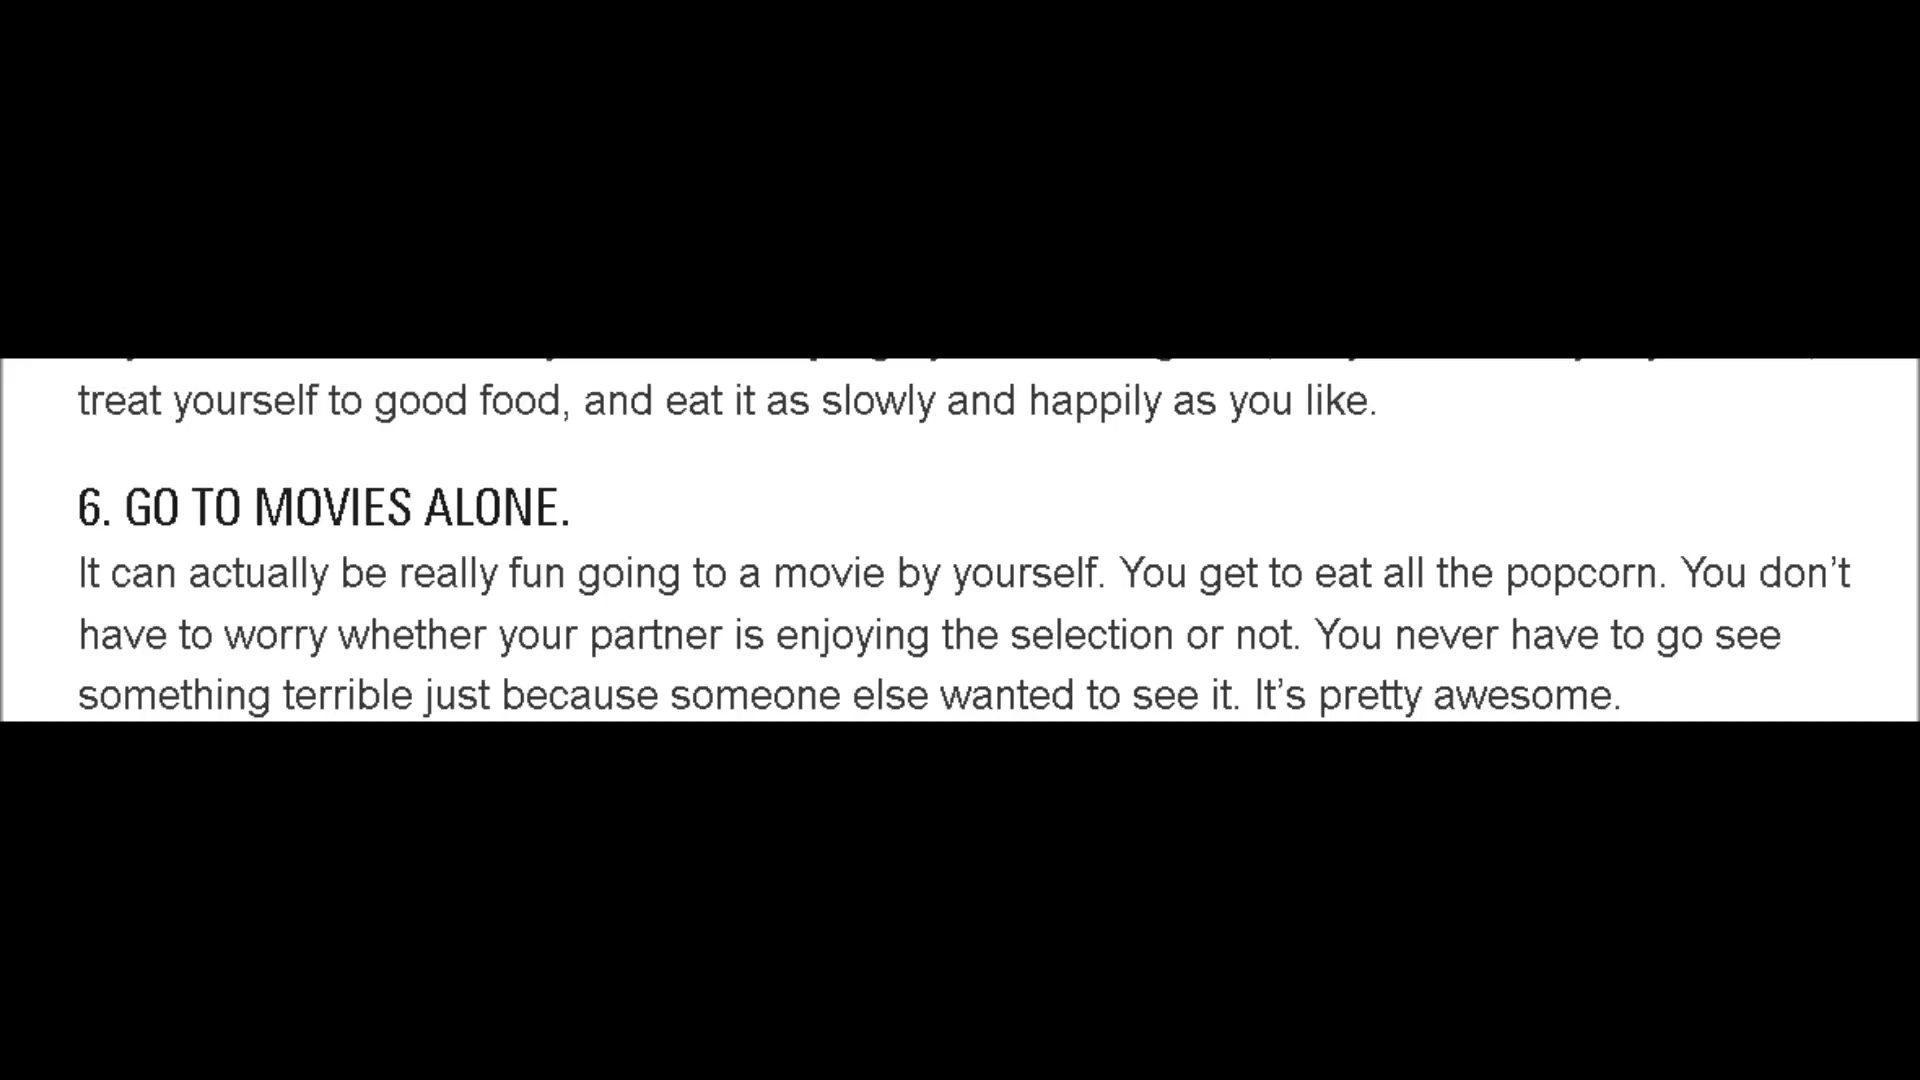 treat yourself to good food, and eat it as slowly and happily as you like.
6. GO TO MOVIES ALONE.
It can actually be really fun going to a movie by yourself. You get to eat all the popcorn. You don’t
have to worry whether your partner is enjoying the selection or not. You never have to go see
something terrible just because someone else wanted to see it. It’s pretty awesome.